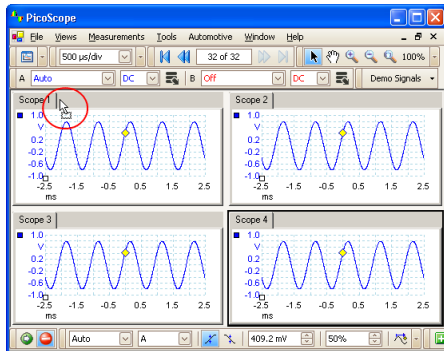 PicoScope
File Views Measurements Tools Automotive Window Help
500 µs/div 32 of 32 100%
A Auto DC B Off DC Demo Signals
Scope 1 Scope 2
1.0 1.0
V V
0.2 0.2
-0.2 -0.2
-0.6 -0.6
-1.0 -1.0
-2.5 -1.5 -0.5 0.5 1.5 2.5 -2.5 -1.5 -0.5 0.5 1.5 2.5
ms ms
Scope 3 Scope 4
1.0 1.0
V V
0.2 0.2
-0.2 -0.2
-0.6 -0.6
-1.0 -1.0
-2.5 -1.5 -0.5 0.5 1.5 2.5 -2.5 -1.5 -0.5 0.5 1.5 2.5
ms ms
Auto A 409.2 mV 50%